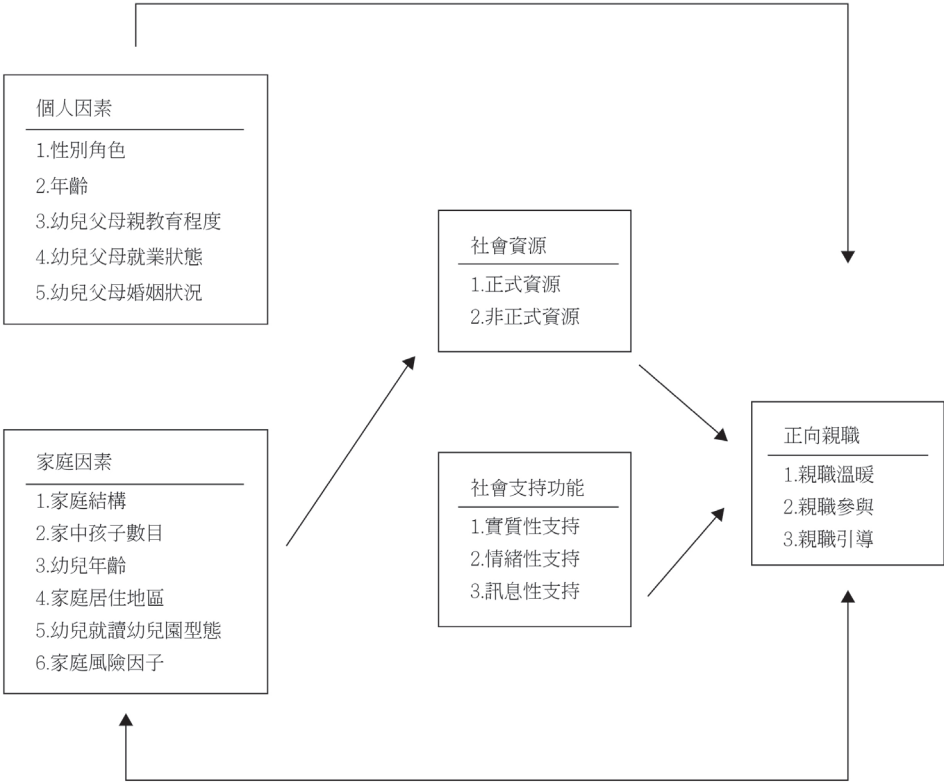 個人因素
1.性別角色
2.年齡
3.幼兒父母親教育程度
4.幼兒父母就業狀態
5.幼兒父母婚姻狀況
社會資源
1.正式資源
2.非正式資源
家庭因素
1.家庭結構
2.家中孩子數目
3.幼兒年齡
4.家庭居住地區
5.幼兒就讀幼兒園型態
6.家庭風險因子
社會支持功能
1.實質性支持
2.情緒性支持
3.訊息性支持
正向親職
1.親職溫暖
2.親職參與
3.親職引導